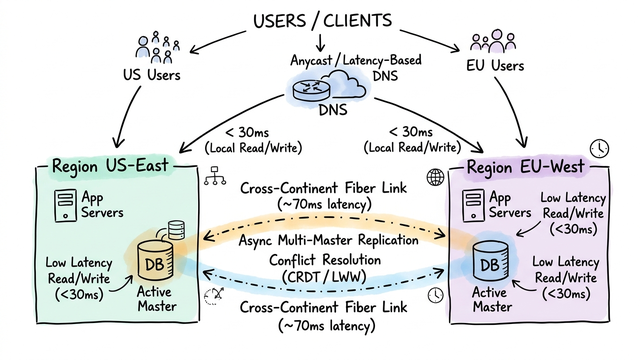 USERS / CLIENTS
US Users
Anycast / Latency-Based
DNS
EU Users
DNS
< 30ms
(Local Read/Write)
< 30ms
(Local Read/Write)
Region US-East
App
Servers
Low Latency
Read/Write
(<30ms)
DB
Active
Master
Cross-Continent Fiber Link
(~70ms latency)
Async Multi-Master Replication
Conflict Resolution
(CRDT / LWW)
Cross-Continent Fiber Link
(~70ms latency)
Region EU-West
App
Servers
Low Latency
Read/Write
(<30ms)
DB
Active
Master
Low Latency
Read/Write
(<30ms)